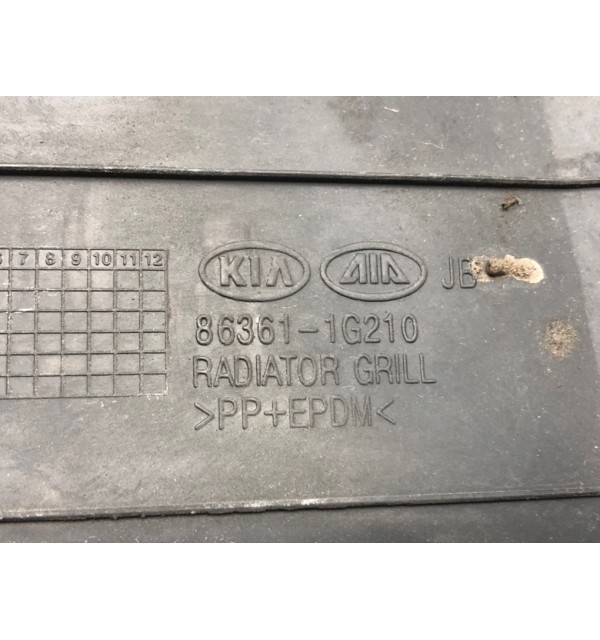 7 8 9 10 11 12
KIA AIA JB
86361-1G210
RADIATOR GRILL
>PP+EPDM<